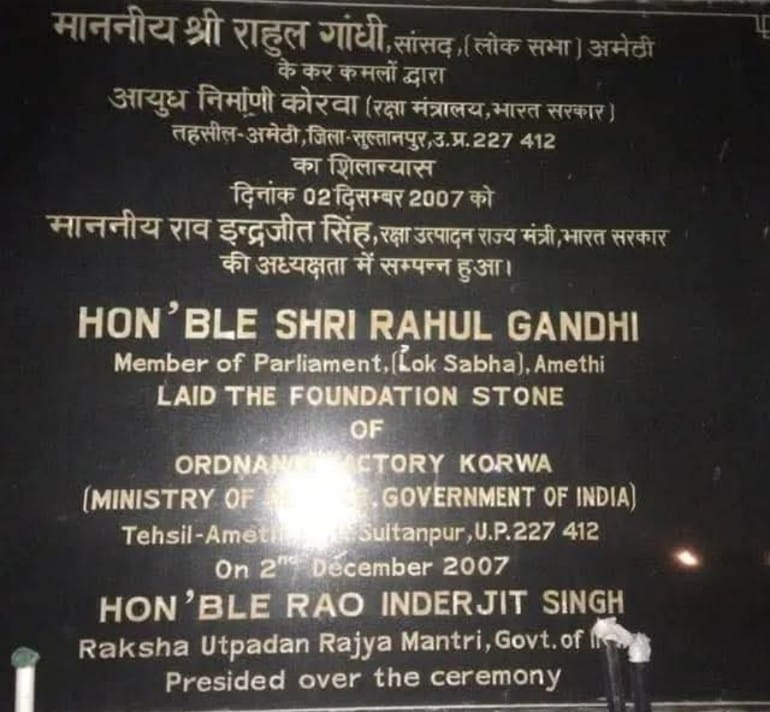 माननीय श्री राहुल गांधी, सांसद, (लोक सभा) अमेठी
के कर कमलों द्वारा
आयुध निर्माणी कोरवा (रक्षा मंत्रालय, भारत सरकार)
तहसील-अमेठी, जिला-सुल्तानपुर, उ.प्र. 227 412
का शिलान्यास
दिनांक 02 दिसम्बर 2007 को
माननीय राव इन्द्रजीत सिंह, रक्षा उत्पादन राज्य मंत्री, भारत सरकार
की अध्यक्षता में सम्पन्न हुआ।
HON'BLE SHRI RAHUL GANDHI
Member of Parliament, (Lok Sabha), Amethi
LAID THE FOUNDATION STONE
OF
FACTORY KORWA
(MINISTRY OF GOVERNMENT OF INDIA)
Sultanpur, U.P. 227 412
On 2nd December 2007
HON'BLE RAO INDERJIT SINGH
Raksha Utpadan Rajya Mantri, Govt. of
Presided over the ceremony